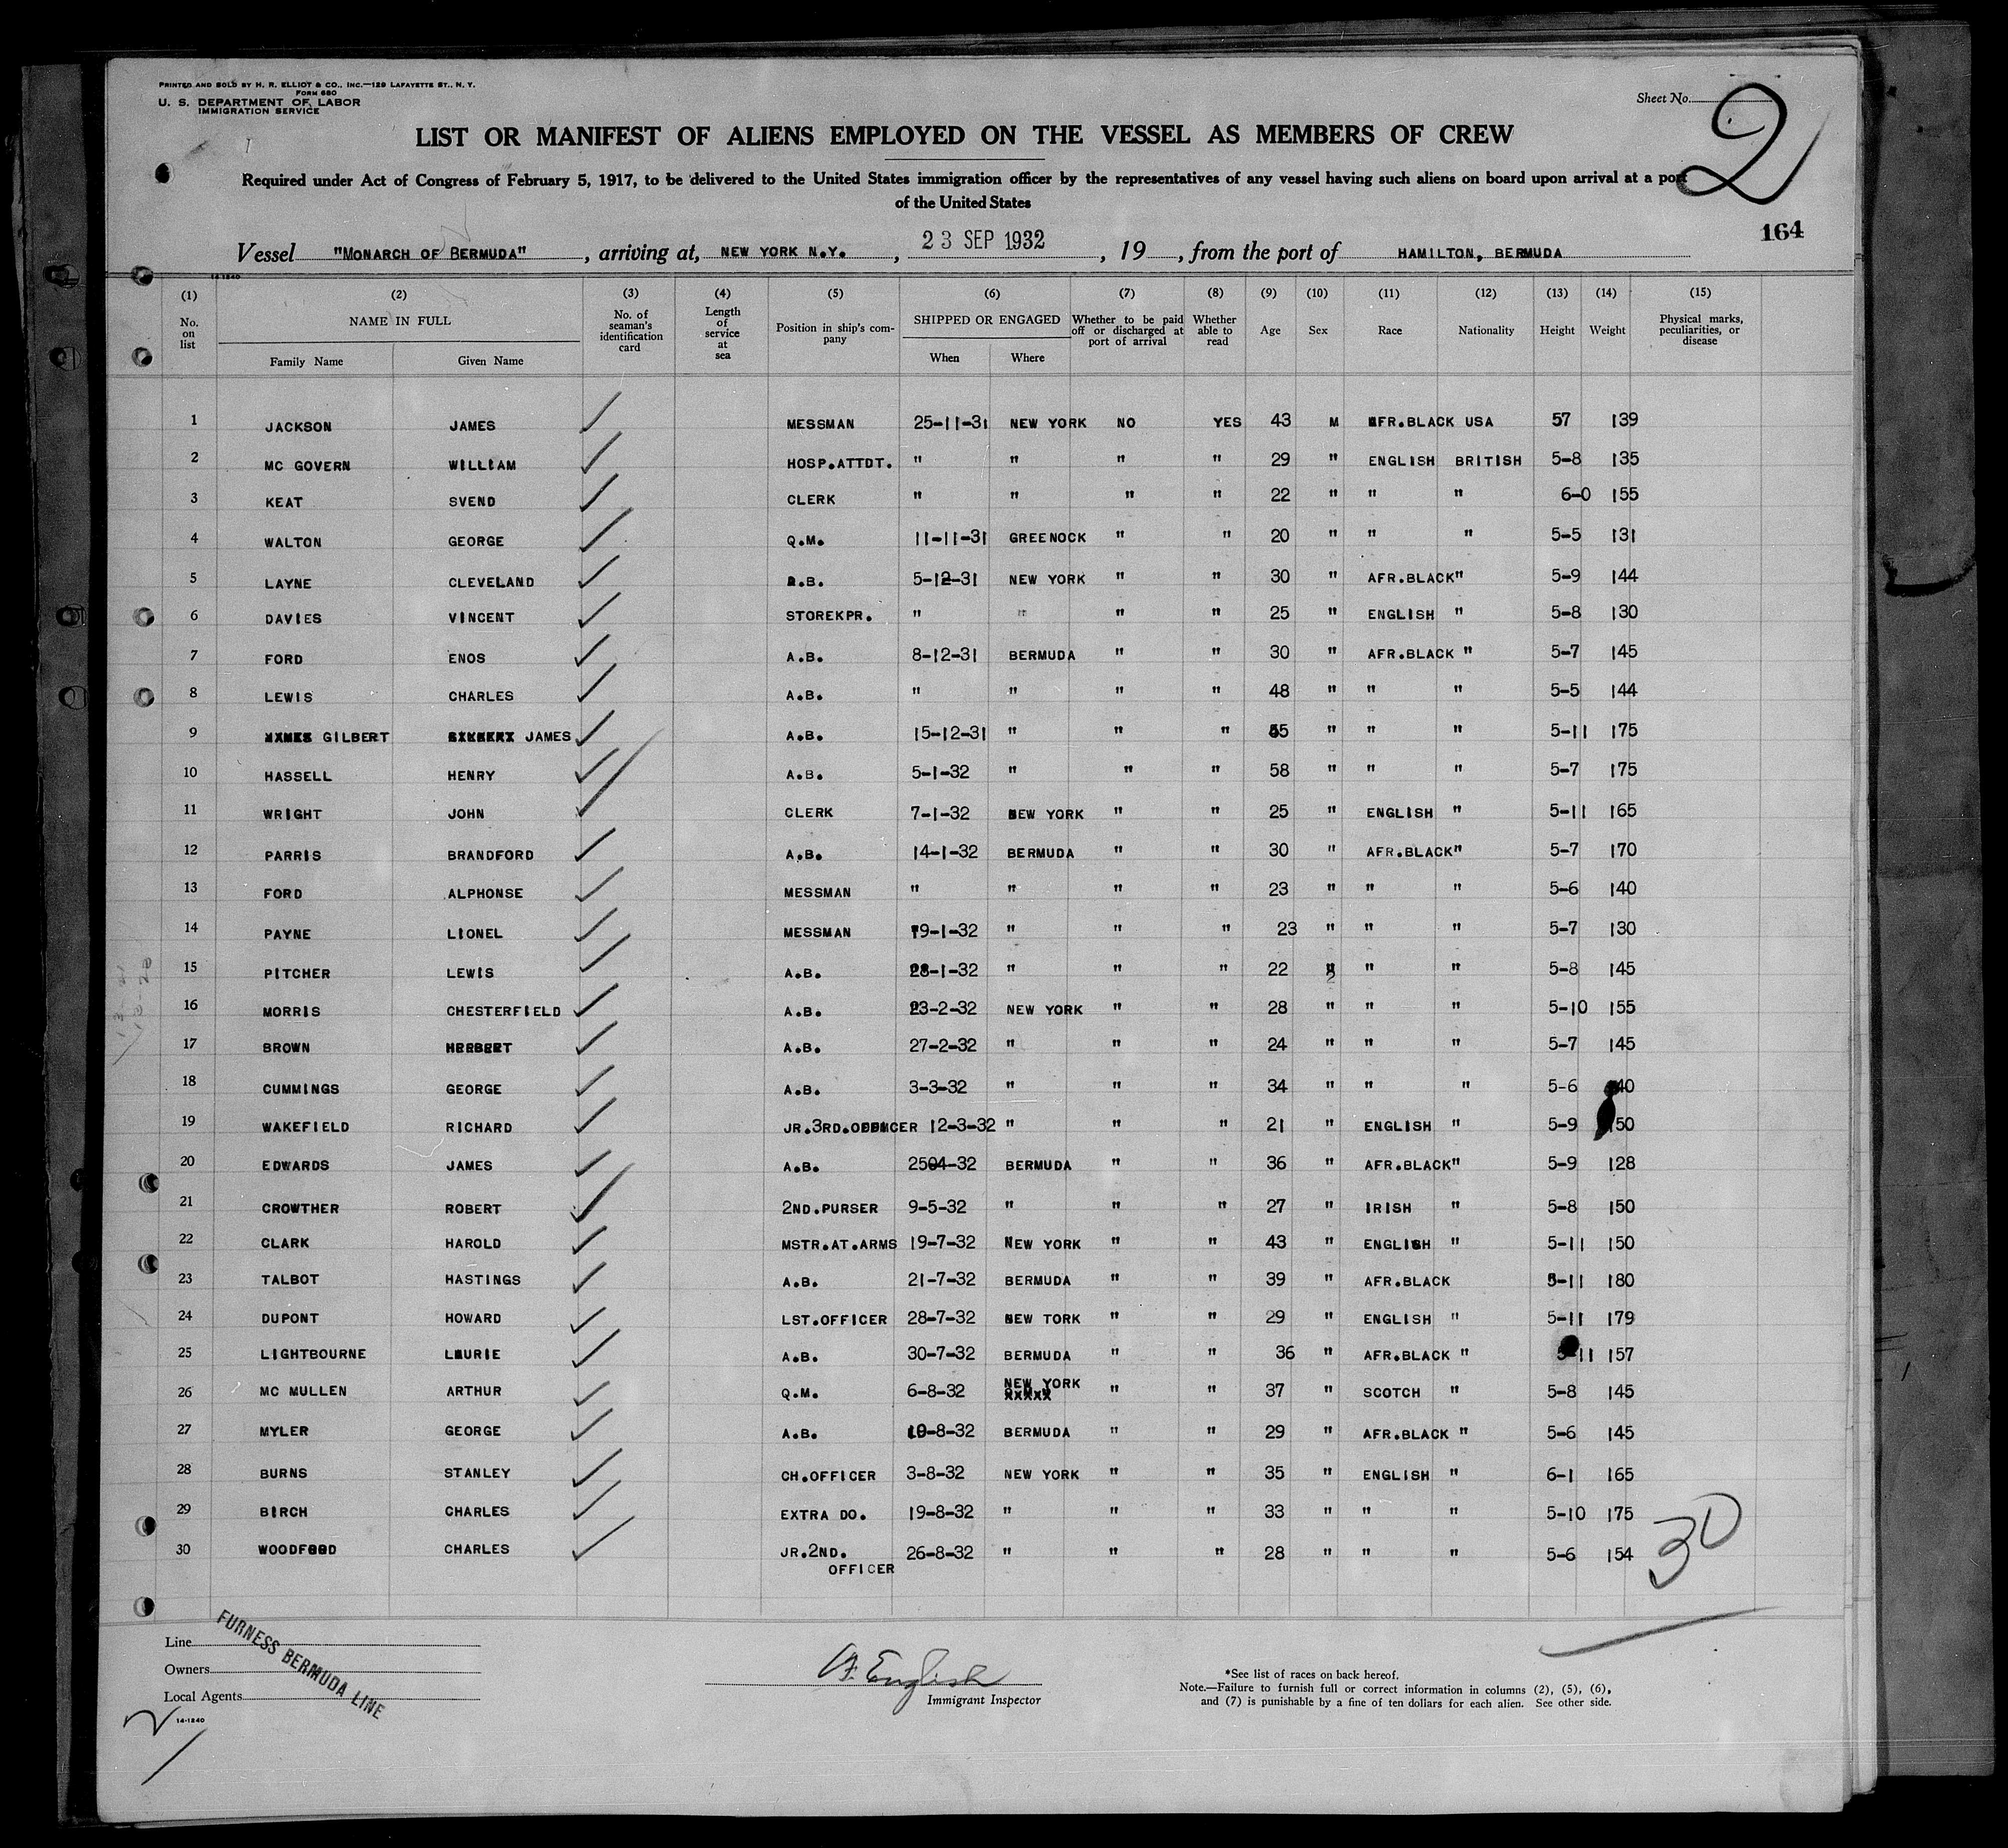 PRINTED AND SOLD BY H. R. ELLIOT & CO., INC.—129 LAFAYETTE ST., N. Y.
FORM 680
U. S. DEPARTMENT OF LABOR
IMMIGRATION SERVICE
Sheet No.
2
LIST OR MANIFEST OF ALIENS EMPLOYED ON THE VESSEL AS MEMBERS OF CREW
Required under Act of Congress of February 5, 1917, to be delivered to the United States immigration officer by the representatives of any vessel having such aliens on board upon arrival at a port
of the United States
164
Vessel "MONARCH OF BERMUDA", arriving at, NEW YORK N.Y., 23 SEP 1932, 19, from the port of HAMILTON, BERMUDA
14-1240
(1) (2) (3) (4) (5) (6) (7) (8) (9) (10) (11) (12) (13) (14) (15)
No. on list NAME IN FULL Family Name Given Name No. of seaman's identification card Length of service at sea Position in ship's company SHIPPED OR ENGAGED When Where Whether to be paid off or discharged at port of arrival Whether able to read Age Sex Race Nationality Height Weight Physical marks, peculiarities, or disease
1 JACKSON JAMES MESSMAN 25-11-31 NEW YORK NO YES 43 M AFR.BLACK USA 57 139
2 MC GOVERN WILLIAM HOSP.ATTDT. " " " " 29 " ENGLISH BRITISH 5-8 135
3 KEAT SVEND CLERK " " " " 22 " " " 6-0 155
4 WALTON GEORGE Q.M. 11-11-31 GREENOCK " " 20 " " " 5-5 131
5 LAYNE CLEVELAND A.B. 5-12-31 NEW YORK " " 30 " AFR.BLACK " 5-9 144
6 DAVIES VINCENT STOREKPR. " " " " 25 " ENGLISH " 5-8 130
7 FORD ENOS A.B. 8-12-31 BERMUDA " " 30 " AFR.BLACK " 5-7 145
8 LEWIS CHARLES A.B. " " " " 48 " " " 5-5 144
9 GILBERT JAMES A.B. 15-12-31 " " " 55 " " " 5-11 175
10 HASSELL HENRY A.B. 5-1-32 " " " 58 " " " 5-7 175
11 WRIGHT JOHN CLERK 7-1-32 NEW YORK " " 25 " ENGLISH " 5-11 165
12 PARRIS BRANDFORD A.B. 14-1-32 BERMUDA " " 30 " AFR.BLACK " 5-7 170
13 FORD ALPHONSE MESSMAN " " " " 23 " " " 5-6 140
14 PAYNE LIONEL MESSMAN 19-1-32 " " " 23 " " " 5-7 130
15 PITCHER LEWIS A.B. 28-1-32 " " " 22 " " " 5-8 145
16 MORRIS CHESTERFIELD A.B. 23-2-32 NEW YORK " " 28 " " " 5-10 155
17 BROWN HERBERT A.B. 27-2-32 " " " 24 " " " 5-7 145
18 CUMMINGS GEORGE A.B. 3-3-32 " " " 34 " " " 5-6 40
19 WAKEFIELD RICHARD JR.3RD.OFFICER 12-3-32 " " " 21 " ENGLISH " 5-9 50
20 EDWARDS JAMES A.B. 2504-32 BERMUDA " " 36 " AFR.BLACK " 5-9 128
21 CROWTHER ROBERT 2ND.PURSER 9-5-32 " " " 27 " IRISH " 5-8 150
22 CLARK HAROLD MSTR.AT.ARMS 19-7-32 NEW YORK " " 43 " ENGLISH " 5-11 150
23 TALBOT HASTINGS A.B. 21-7-32 BERMUDA " " 39 " AFR.BLACK 5-11 180
24 DUPONT HOWARD LST.OFFICER 28-7-32 NEW TORK " " 29 " ENGLISH " 5-11 179
25 LIGHTBOURNE LAURIE A.B. 30-7-32 BERMUDA " " 36 " AFR.BLACK " 5-11 157
26 MC MULLEN ARTHUR Q.M. 6-8-32 NEW YORK " " 37 " SCOTCH " 5-8 145
27 MYLER GEORGE A.B. 10-8-32 BERMUDA " " 29 " AFR.BLACK " 5-6 145
28 BURNS STANLEY CH.OFFICER 3-8-32 NEW YORK " " 35 " ENGLISH " 6-1 165
29 BIRCH CHARLES EXTRA DO. 19-8-32 " " " 33 " " " 5-10 175
30 WOODFORD CHARLES JR.2ND. OFFICER 26-8-32 " " " 28 " " " 5-6 154
30
Line
Owners
Local Agents
FURNESS BERMUDA LINE
14-1240
English
Immigrant Inspector
*See list of races on back hereof.
Note.—Failure to furnish full or correct information in columns (2), (5), (6),
and (7) is punishable by a fine of ten dollars for each alien. See other side.